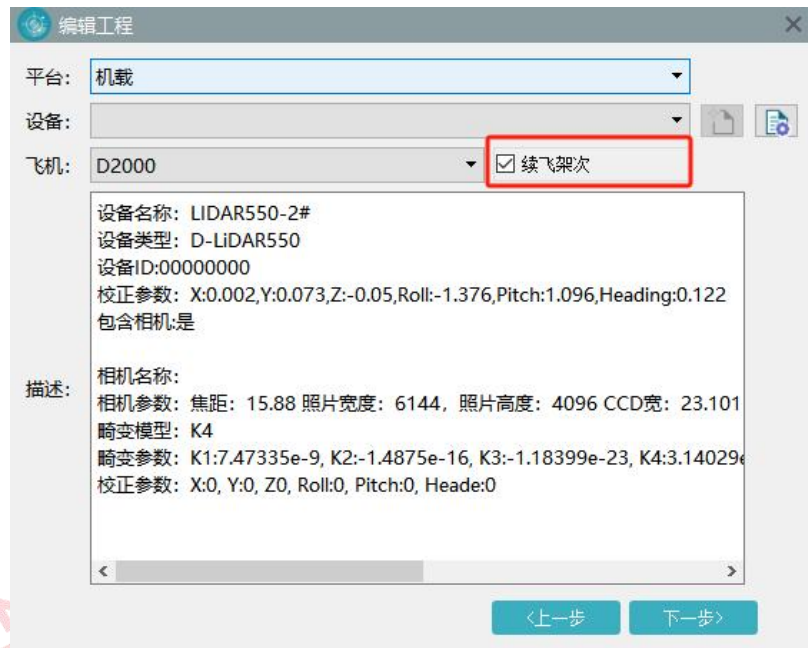 编辑工程
平台: 机载
设备:
飞机: D2000 续飞架次
设备名称: LIDAR550-2#
设备类型: D-LiDAR550
设备ID:00000000
校正参数: X:0.002,Y:0.073,Z:-0.05,Roll:-1.376,Pitch:1.096,Heading:0.122
包含相机:是
描述:
相机名称:
相机参数: 焦距: 15.88 照片宽度: 6144, 照片高度: 4096 CCD宽: 23.101
畸变模型: K4
畸变参数: K1:7.47335e-9, K2:-1.4875e-16, K3:-1.18399e-23, K4:3.14029e
校正参数: X:0, Y:0, Z0, Roll:0, Pitch:0, Heade:0
<上一步 下一步>